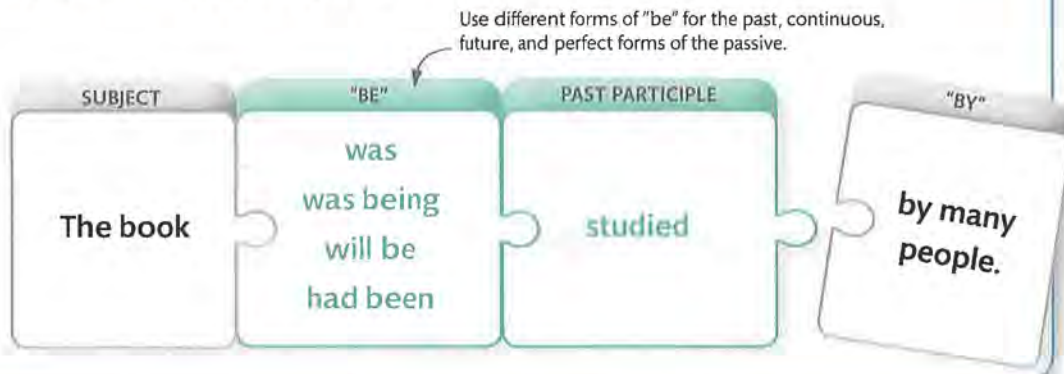 Use different forms of "be" for the past, continuous,
future, and perfect forms of the passive.
SUBJECT
"BE"
PAST PARTICIPLE
"BY"
The book
was
was being
will be
had been
studied
by many
people.